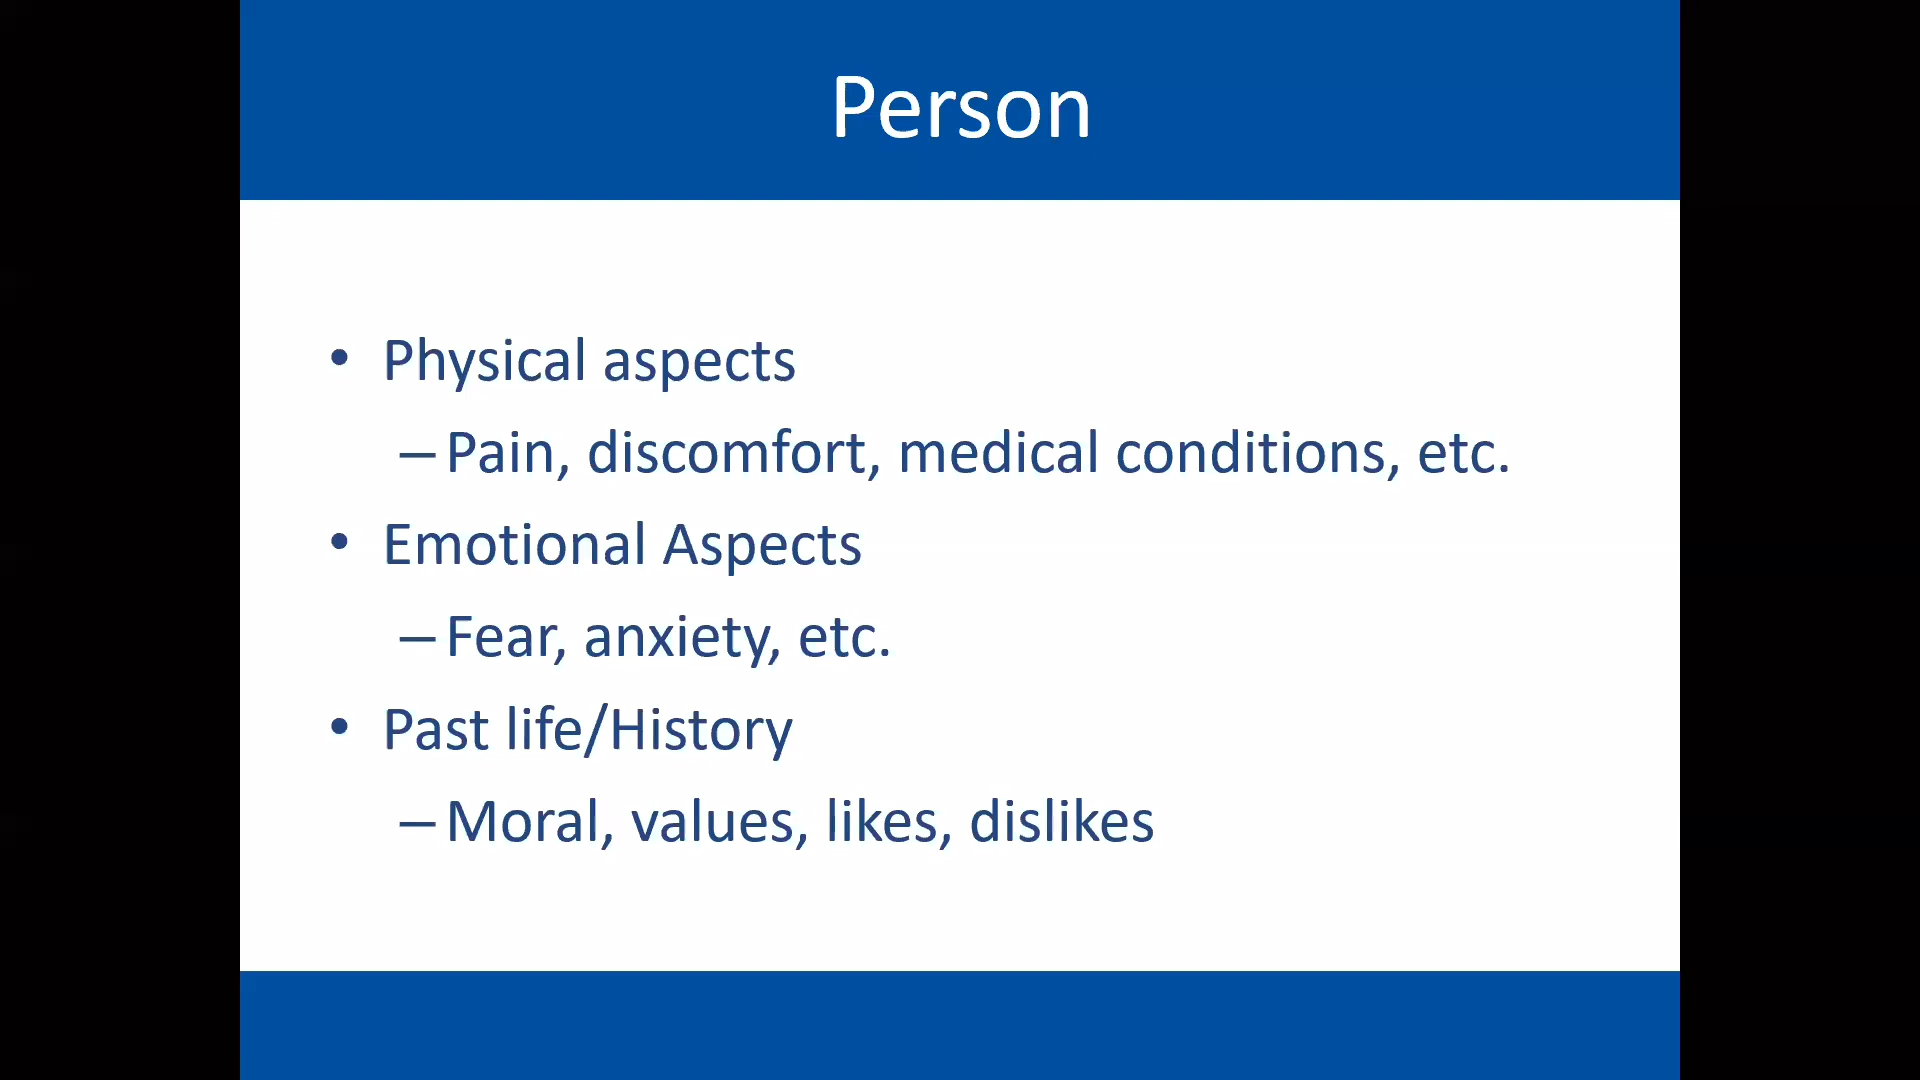 Person
• Physical aspects
– Pain, discomfort, medical conditions, etc.
• Emotional Aspects
– Fear, anxiety, etc.
• Past life/History
– Moral, values, likes, dislikes